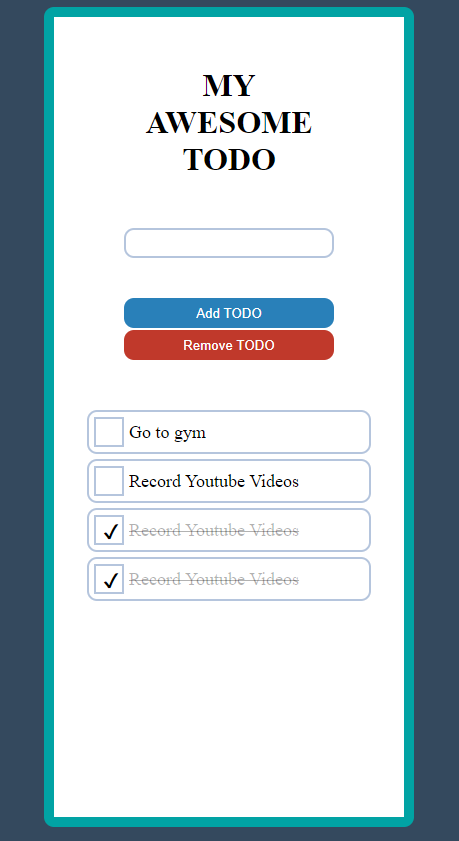 MY
AWESOME
TODO
Add TODO
Remove TODO
Go to gym
Record Youtube Videos
Record Youtube Videos
Record Youtube Videos